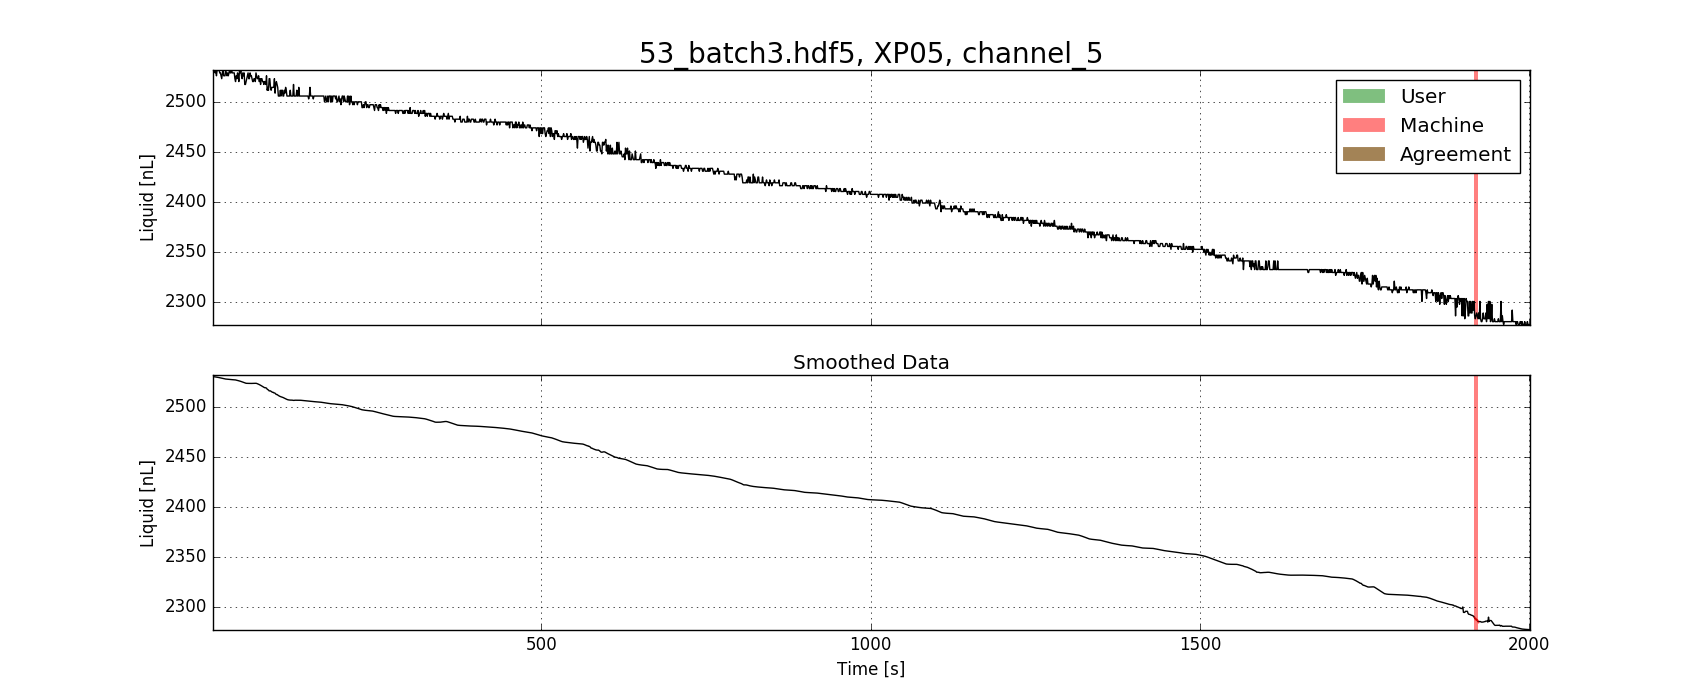 53_batch3.hdf5, XP05, channel_5
Liquid [nL]
2500
2450
2400
2350
2300
User
Machine
Agreement
Smoothed Data
Liquid [nL]
2500
2450
2400
2350
2300
500 1000 1500 2000
Time [s]